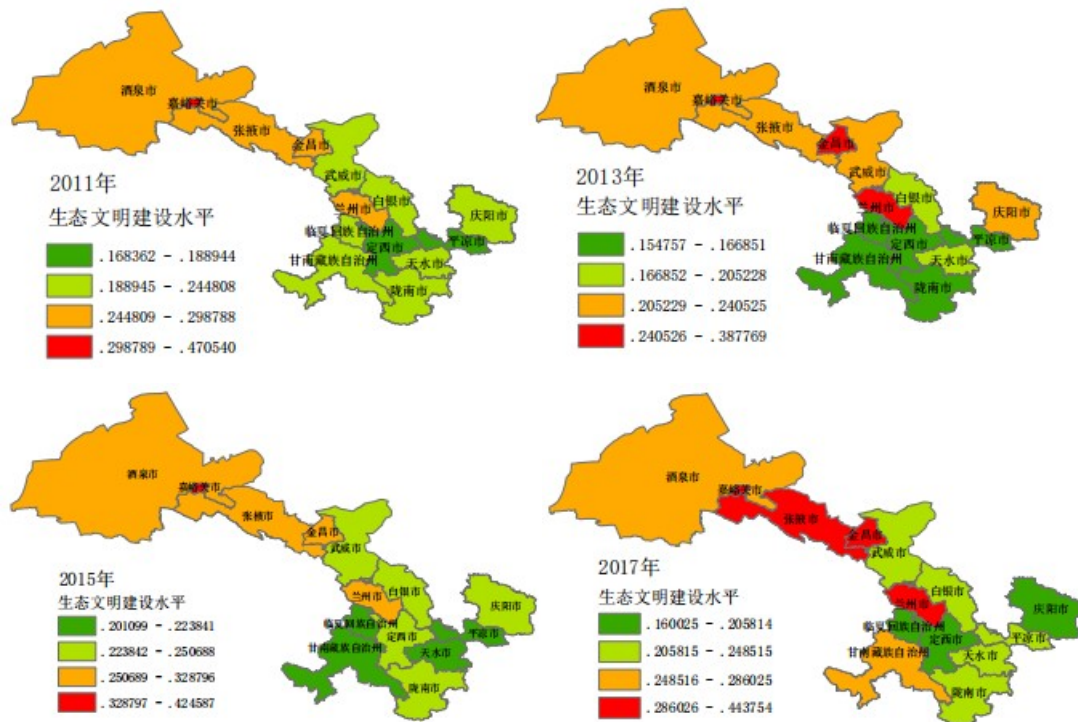 酒泉市
嘉峪关市
张掖市
金昌市
武威市
兰州市
白银市
庆阳市
临夏回族自治州
定西市
平凉市
甘南藏族自治州
天水市
陇南市
2011年
生态文明建设水平
.168362 - .188944
.188945 - .244808
.244809 - .298788
.298789 - .470540
酒泉市
嘉峪关市
张掖市
金昌市
武威市
兰州市
白银市
庆阳市
临夏回族自治州
定西市
平凉市
甘南藏族自治州
天水市
陇南市
2013年
生态文明建设水平
.154757 - .166851
.166852 - .205228
.205229 - .240525
.240526 - .387769
酒泉市
嘉峪关市
张掖市
金昌市
武威市
兰州市
白银市
庆阳市
临夏回族自治州
定西市
平凉市
甘南藏族自治州
天水市
陇南市
2015年
生态文明建设水平
.201099 - .223841
.223842 - .250688
.250689 - .328796
.328797 - .424587
酒泉市
嘉峪关市
张掖市
金昌市
武威市
兰州市
白银市
庆阳市
临夏回族自治州
定西市
平凉市
甘南藏族自治州
天水市
陇南市
2017年
生态文明建设水平
.160025 - .205814
.205815 - .248515
.248516 - .286025
.286026 - .443754